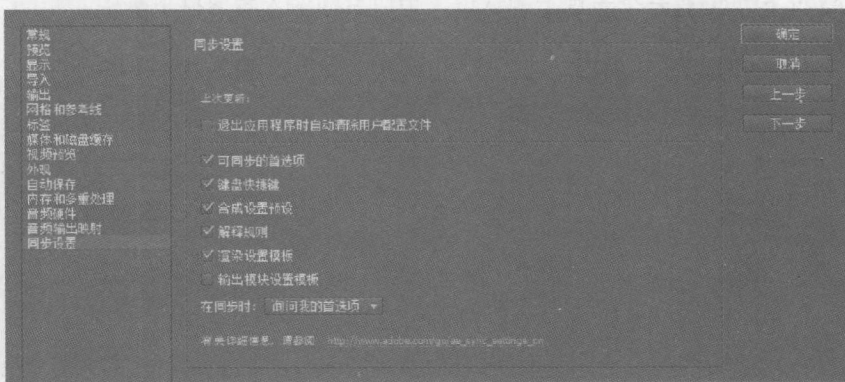 常规
预览
显示
导入
输出
网格和参考线
标签
媒体和磁盘缓存
视频预览
外观
自动保存
内存和多重处理
音频硬件
音频输出映射
同步设置
同步设置
上次更新:
退出应用程序时自动清除用户配置文件
可同步的首选项
键盘快捷键
合成设置预设
解释规则
渲染设置模板
输出模块设置模板
在同步时: 询问我的首选项
有关详细信息, 请参阅 http://www.adobe.com/go/ae_sync_settings_cn
确定
取消
上一步
下一步